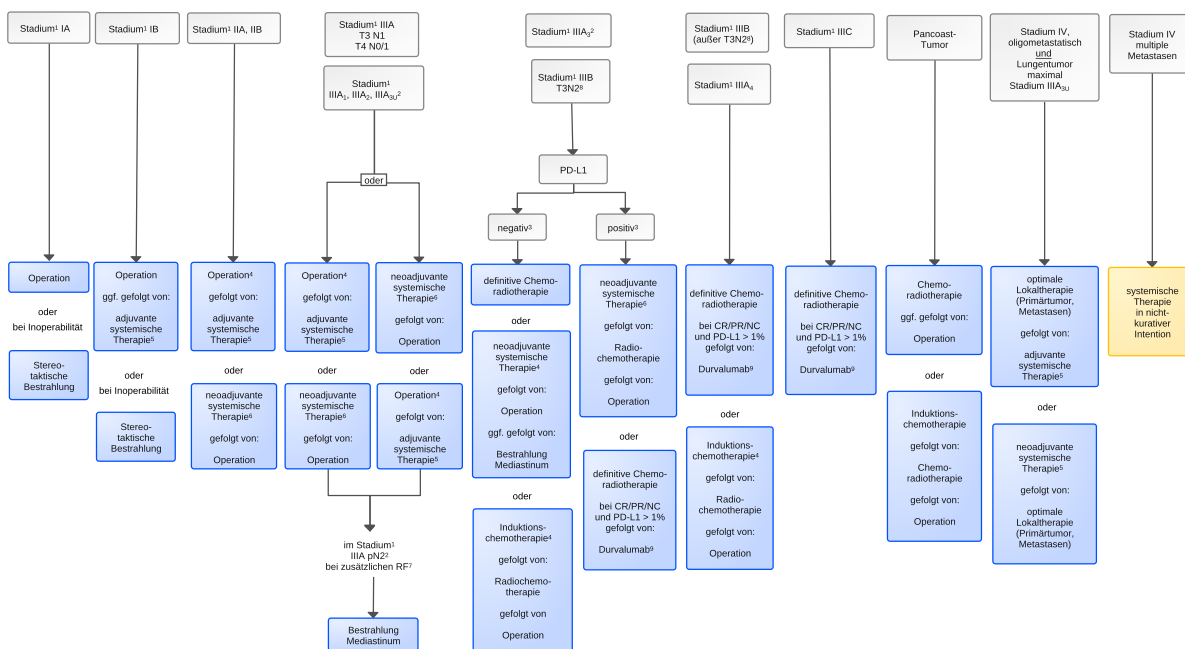 Stadium¹ IA
Stadium¹ IB
Stadium¹ IIA, IIB
Stadium¹ IIIA
T3 N1
T4 N0/1
Stadium¹
IIIA₁, IIIA₂, IIIA₃ᵤ²
Stadium¹ IIIA₃²
Stadium¹ IIIB
T3N2⁸
Stadium¹ IIIB
(außer T3N2⁸)
Stadium¹ IIIA₄
Stadium¹ IIIC
Pancoast-
Tumor
Stadium IV,
oligometastatisch
und
Lungentumor
maximal
Stadium IIIA₃ᵤ
Stadium IV
multiple
Metastasen
oder
PD-L1
negativ³
positiv³
Operation
oder
bei Inoperabilität
Stereo-
taktische
Bestrahlung
Operation
ggf. gefolgt von:
adjuvante
systemische
Therapie⁵
oder
bei Inoperabilität
Stereo-
taktische
Bestrahlung
Operation⁴
gefolgt von:
adjuvante
systemische
Therapie⁵
oder
neoadjuvante
systemische
Therapie⁶
gefolgt von:
Operation
Operation⁴
gefolgt von:
adjuvante
systemische
Therapie⁵
oder
neoadjuvante
systemische
Therapie⁶
gefolgt von:
Operation
neoadjuvante
systemische
Therapie⁶
gefolgt von:
Operation
oder
Operation⁴
gefolgt von:
adjuvante
systemische
Therapie⁵
im Stadium¹
IIIA pN2²
bei zusätzlichen RF⁷
Bestrahlung
Mediastinum
definitive Chemo-
radiotherapie
oder
neoadjuvante
systemische
Therapie⁴
gefolgt von:
Operation
ggf. gefolgt von:
Bestrahlung
Mediastinum
oder
Induktions-
chemotherapie⁴
gefolgt von:
Radiochemo-
therapie
gefolgt von
Operation
neoadjuvante
systemische
Therapie⁶
gefolgt von:
Radio-
chemotherapie
gefolgt von:
Operation
oder
definitive Chemo-
radiotherapie
bei CR/PR/NC
und PD-L1 > 1%
gefolgt von:
Durvalumab⁹
definitive Chemo-
radiotherapie
bei CR/PR/NC
und PD-L1 > 1%
gefolgt von:
Durvalumab⁹
oder
Induktions-
chemotherapie⁴
gefolgt von:
Radio-
chemotherapie
gefolgt von:
Operation
definitive Chemo-
radiotherapie
bei CR/PR/NC
und PD-L1 > 1%
gefolgt von:
Durvalumab⁹
Chemo-
radiotherapie
ggf. gefolgt von:
Operation
oder
Induktions-
chemotherapie
gefolgt von:
Chemo-
radiotherapie
gefolgt von:
Operation
optimale
Lokaltherapie
(Primärtumor,
Metastasen)
gefolgt von:
adjuvante
systemische
Therapie⁵
oder
neoadjuvante
systemische
Therapie⁵
gefolgt von:
optimale
Lokaltherapie
(Primärtumor,
Metastasen)
systemische
Therapie
in nicht-
kurativer
Intention